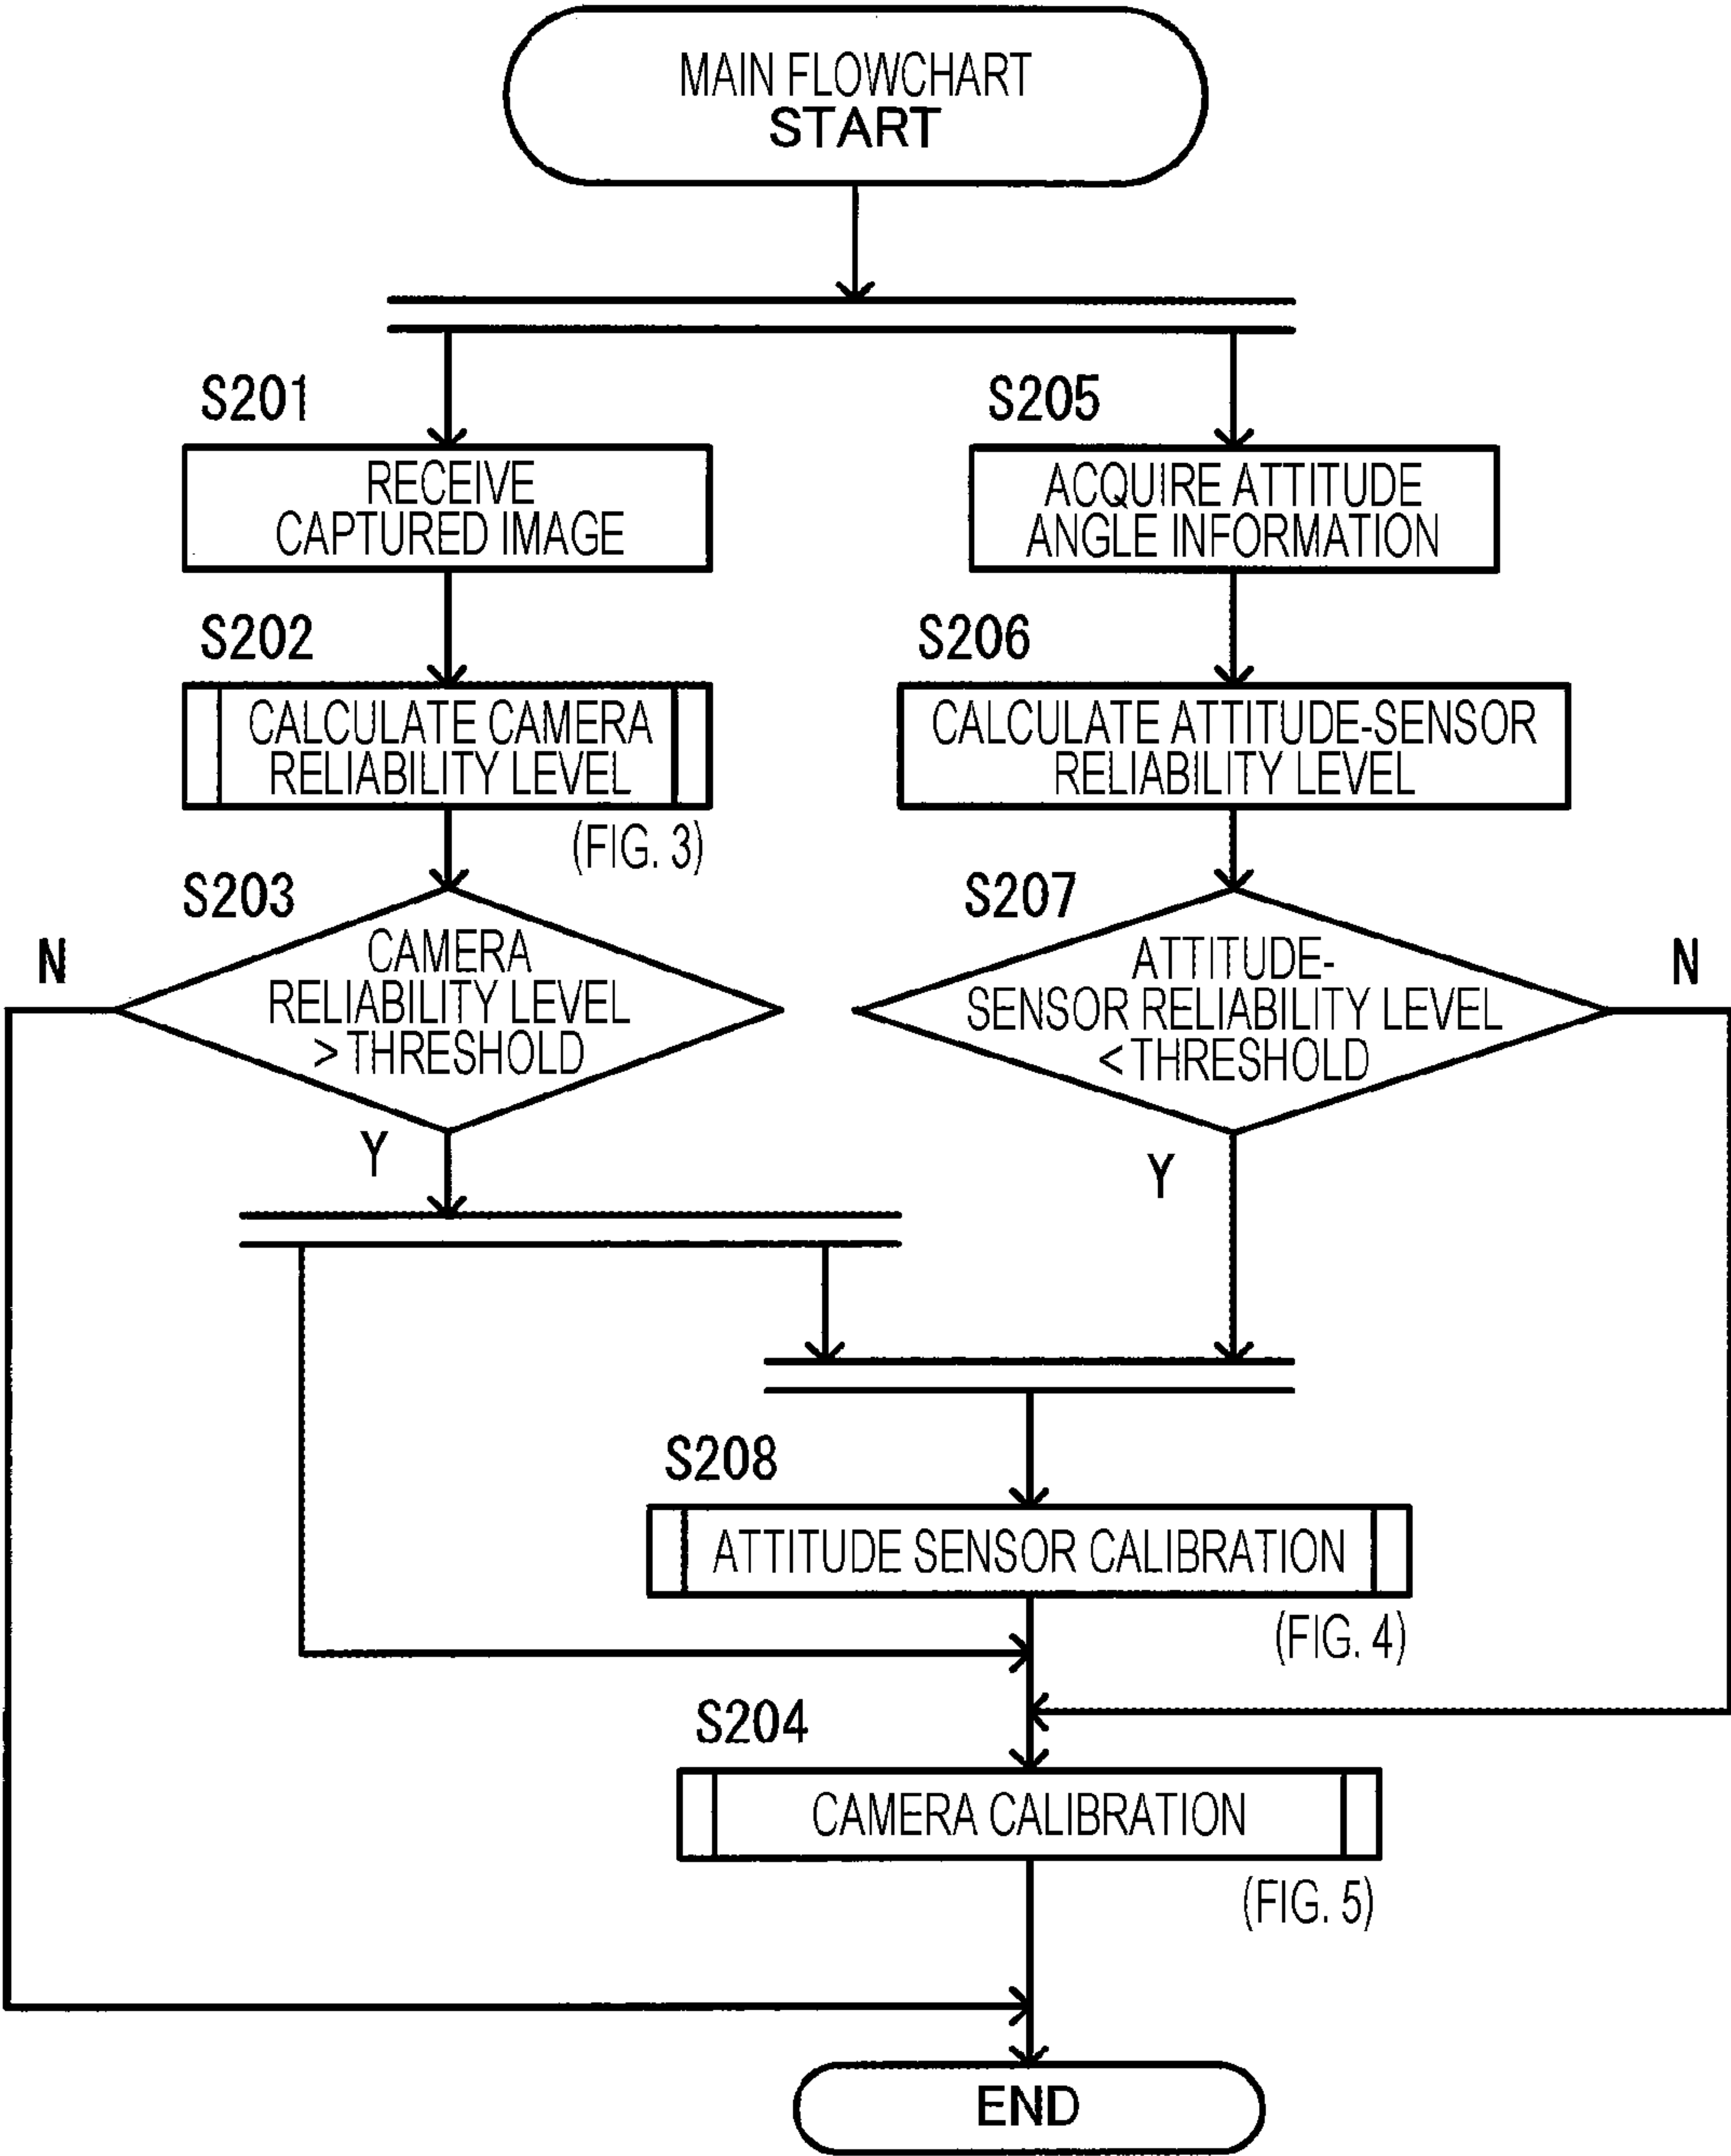 MAIN FLOWCHART
START
S201
RECEIVE
CAPTURED IMAGE
S205
ACQUIRE ATTITUDE
ANGLE INFORMATION
S202
CALCULATE CAMERA
RELIABILITY LEVEL
(FIG. 3)
S206
CALCULATE ATTITUDE-SENSOR
RELIABILITY LEVEL
S203
CAMERA
RELIABILITY LEVEL
> THRESHOLD
N
Y
S207
ATTITUDE-
SENSOR RELIABILITY LEVEL
< THRESHOLD
N
Y
S208
ATTITUDE SENSOR CALIBRATION
(FIG. 4)
S204
CAMERA CALIBRATION
(FIG. 5)
END